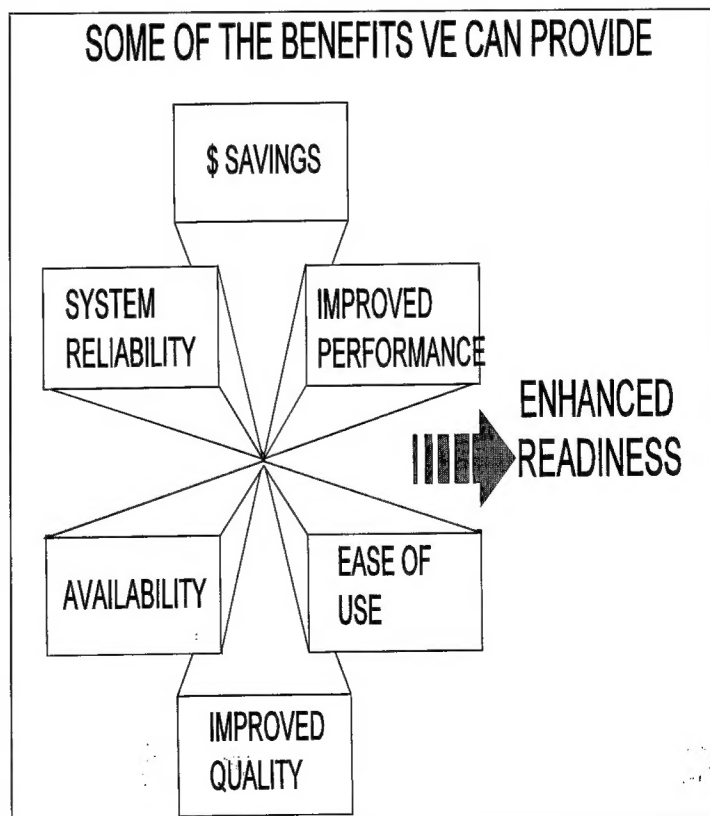 SOME OF THE BENEFITS VE CAN PROVIDE
$ SAVINGS
SYSTEM
RELIABILITY
IMPROVED
PERFORMANCE
ENHANCED
READINESS
AVAILABILITY
EASE OF
USE
IMPROVED
QUALITY